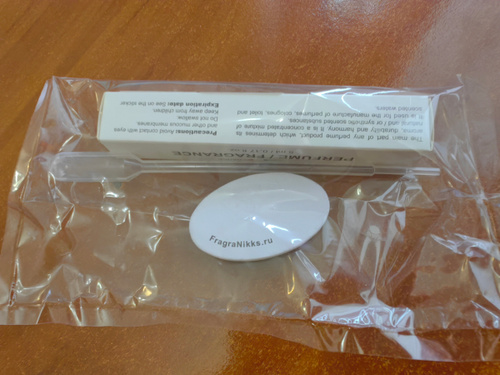 PERFUME / FRAGRANCE
The main part of any perfume product, which determines its
aroma, durability and harmony. It is a concentrated mixture of
natural and / or synthetic scented substances.
It is used for the manufacture of perfumes, colognes, toilet and
scented waters.
Precautions: Avoid contact with eyes
and other mucous membranes.
Do not swallow.
Keep away from children.
Expiration date: See on the sticker
FragraNikks.ru